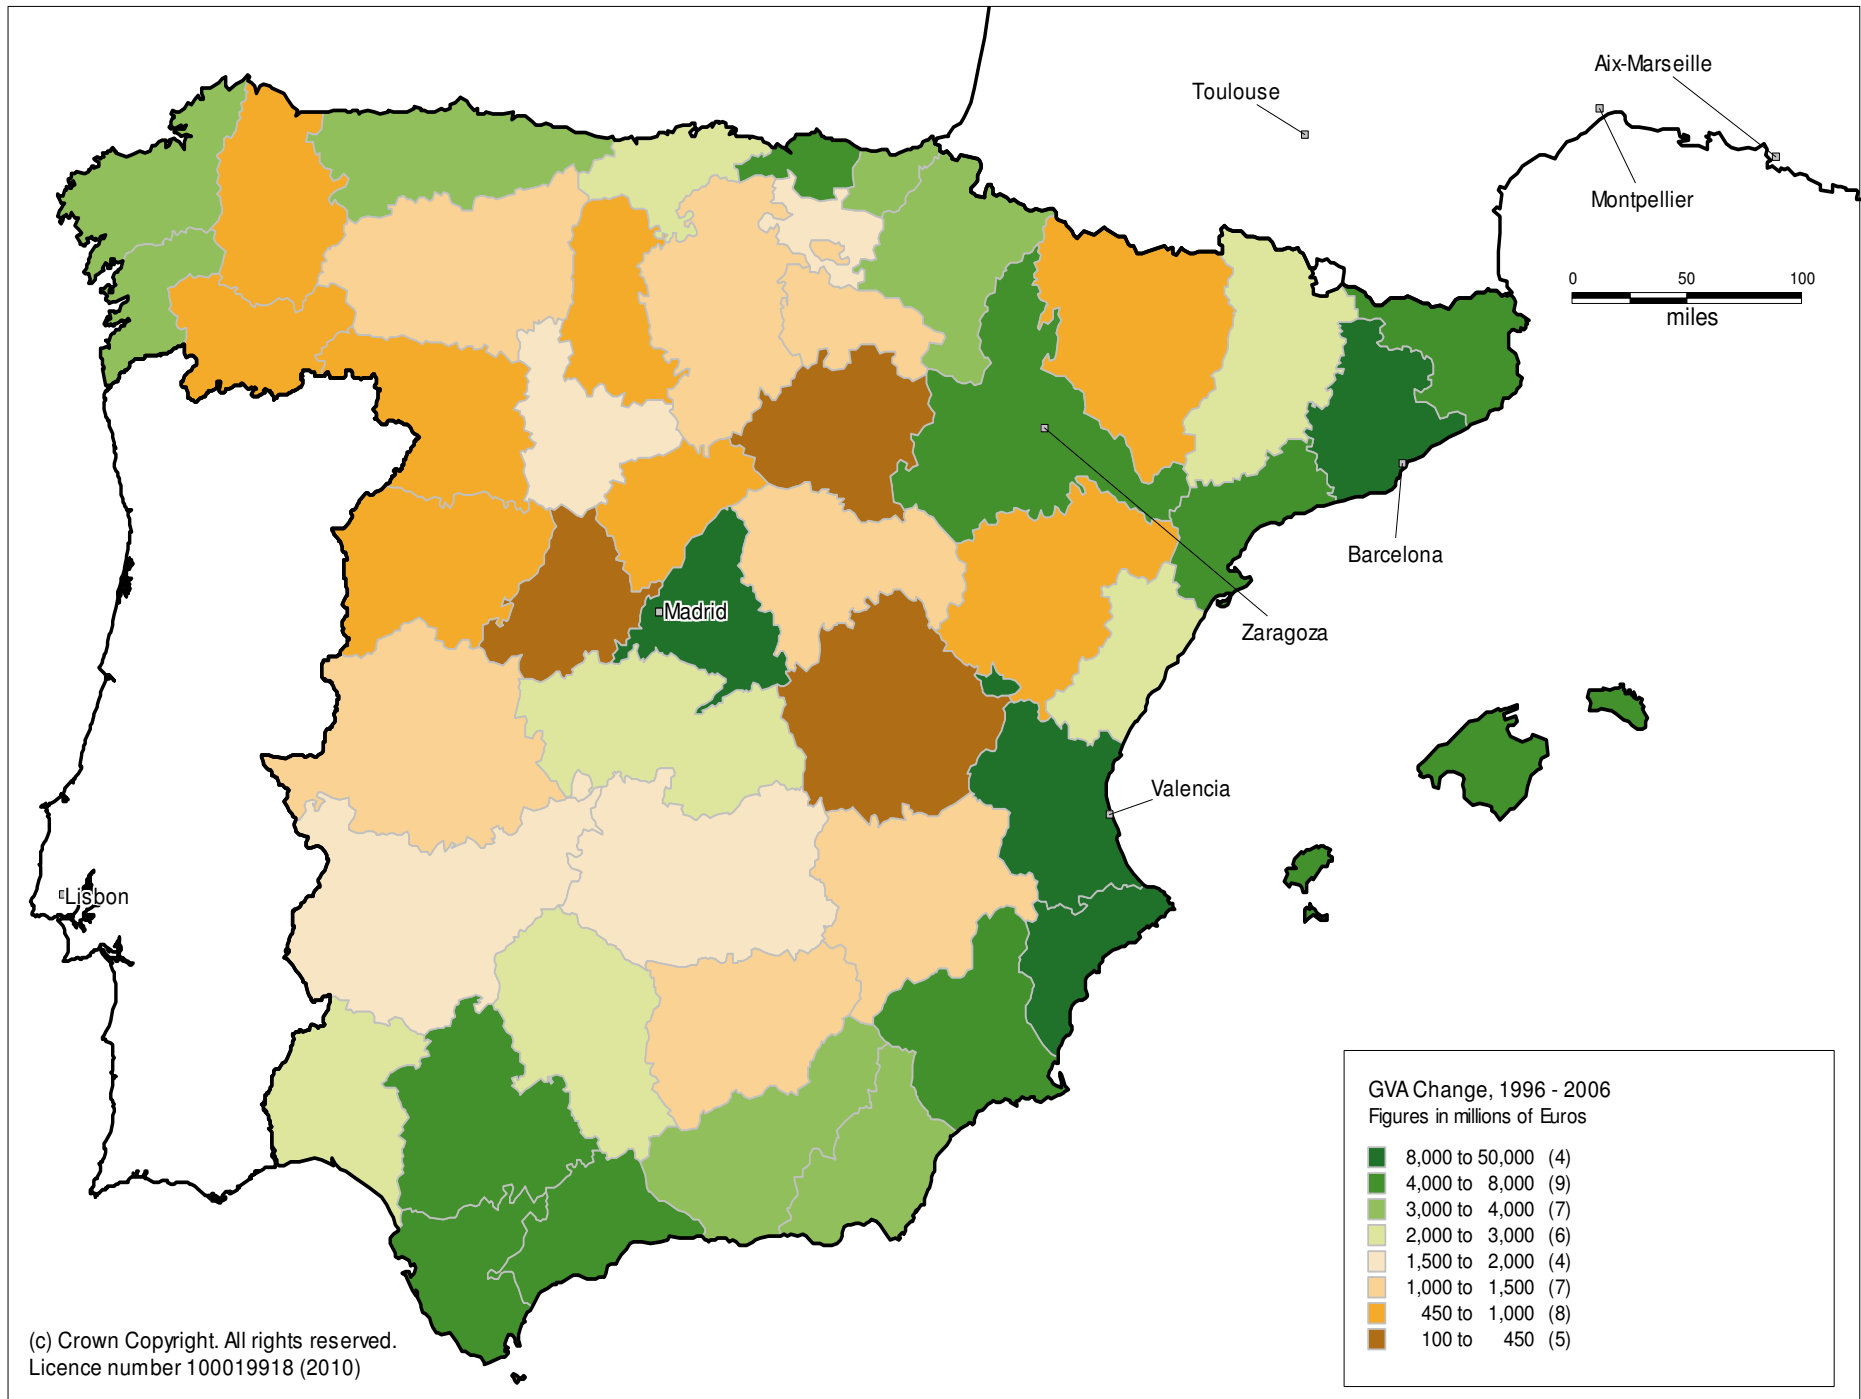 Aix-Marseille
Toulouse
Montpellier
0 50 100
miles
Barcelona
Madrid
Zaragoza
Valencia
Lisbon
GVA Change, 1996 - 2006
Figures in millions of Euros
8,000 to 50,000 (4)
4,000 to 8,000 (9)
3,000 to 4,000 (7)
2,000 to 3,000 (6)
1,500 to 2,000 (4)
1,000 to 1,500 (7)
450 to 1,000 (8)
100 to 450 (5)
(c) Crown Copyright. All rights reserved.
Licence number 100019918 (2010)